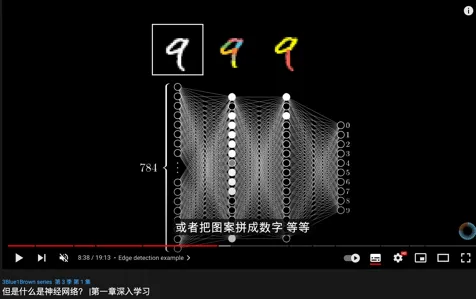 784
0
1
2
3
4
5
6
7
8
9
或者把图案拼成数字 等等
8:38 / 19:13 • Edge detection example >
3Blue1Brown series 第 3 季 第 1 集
但是什么是神经网络? |第一章深入学习